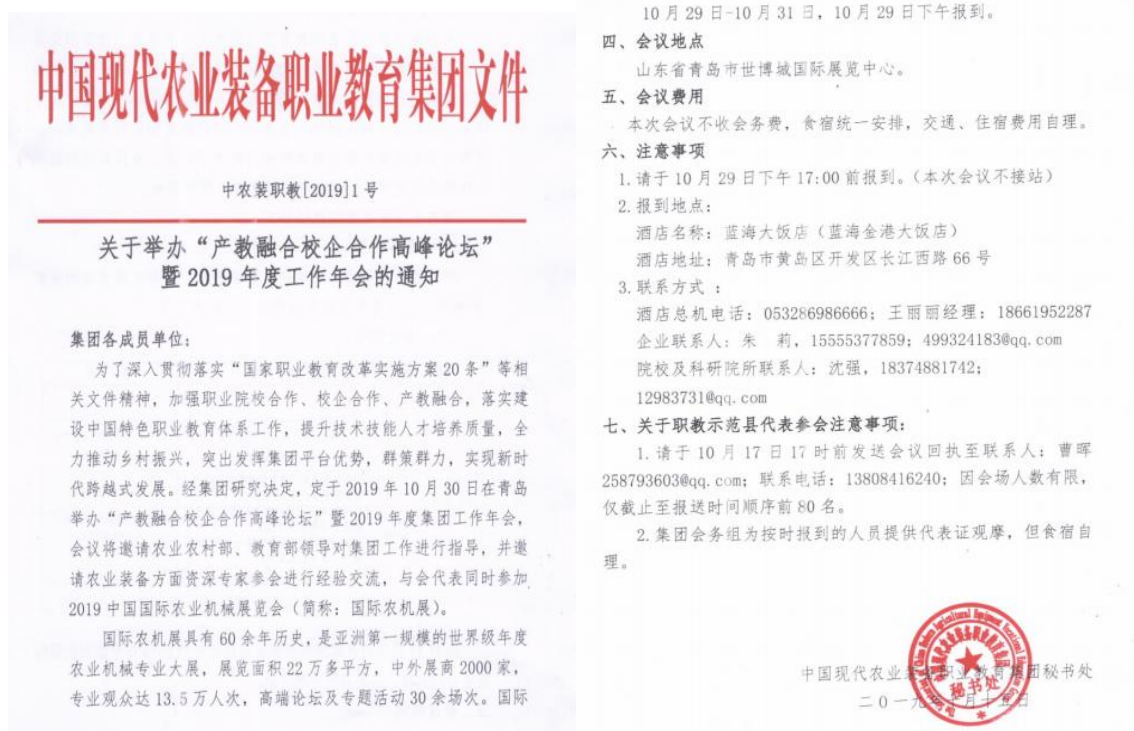 中国现代农业装备职业教育集团文件
中农装职教[2019]1号
关于举办“产教融合校企合作高峰论坛”
暨2019年度工作年会的通知
集团各成员单位：
为了深入贯彻落实“国家职业教育改革实施方案20条”等相
关文件精神，加强职业院校合作、校企合作、产教融合，落实建
设中国特色职业教育体系工作，提升技术技能人才培养质量，全
力推动乡村振兴，突出发挥集团平台优势，群策群力，实现新时
代跨越式发展。经集团研究决定，定于2019年10月30日在青岛
举办“产教融合校企合作高峰论坛”暨2019年度集团工作年会，
会议将邀请农业农村部、教育部领导对集团工作进行指导，并邀
请农业装备方面资深专家参会进行经验交流，与会代表同时参加
2019中国国际农业机械展览会（简称：国际农机展）。
国际农机展具有60余年历史，是亚洲第一规模的世界级年度
农业机械专业大展，展览面积22万多平方，中外展商2000家，
专业观众达13.5万人次，高端论坛及专题活动30余场次。国际
10月29日-10月31日，10月29日下午报到。
四、会议地点
山东省青岛市世博城国际展览中心。
五、会议费用
本次会议不收会务费，食宿统一安排，交通、住宿费用自理。
六、注意事项
1.请于10月29日下午17:00前报到。（本次会议不接站）
2.报到地点：
酒店名称：蓝海大饭店（蓝海金港大饭店）
酒店地址：青岛市黄岛区开发区长江西路66号
3.联系方式：
酒店总机电话：053286986666；王丽丽经理：18661952287
企业联系人：朱 莉，15555377859；499324183@qq.com
院校及科研院所联系人：沈强，18374881742；
12983731@qq.com
七、关于职教示范县代表参会注意事项：
1.请于10月17日17时前发送会议回执至联系人：曹晖
258793603@qq.com；联系电话：13808416240；因会场人数有限，
仅截止至报送时间顺序前80名。
2.集团会务组为按时报到的人员提供代表证观摩，但食宿自
理。
中国现代农业装备职业教育集团秘书处
二0一九年十月十五日
秘书处